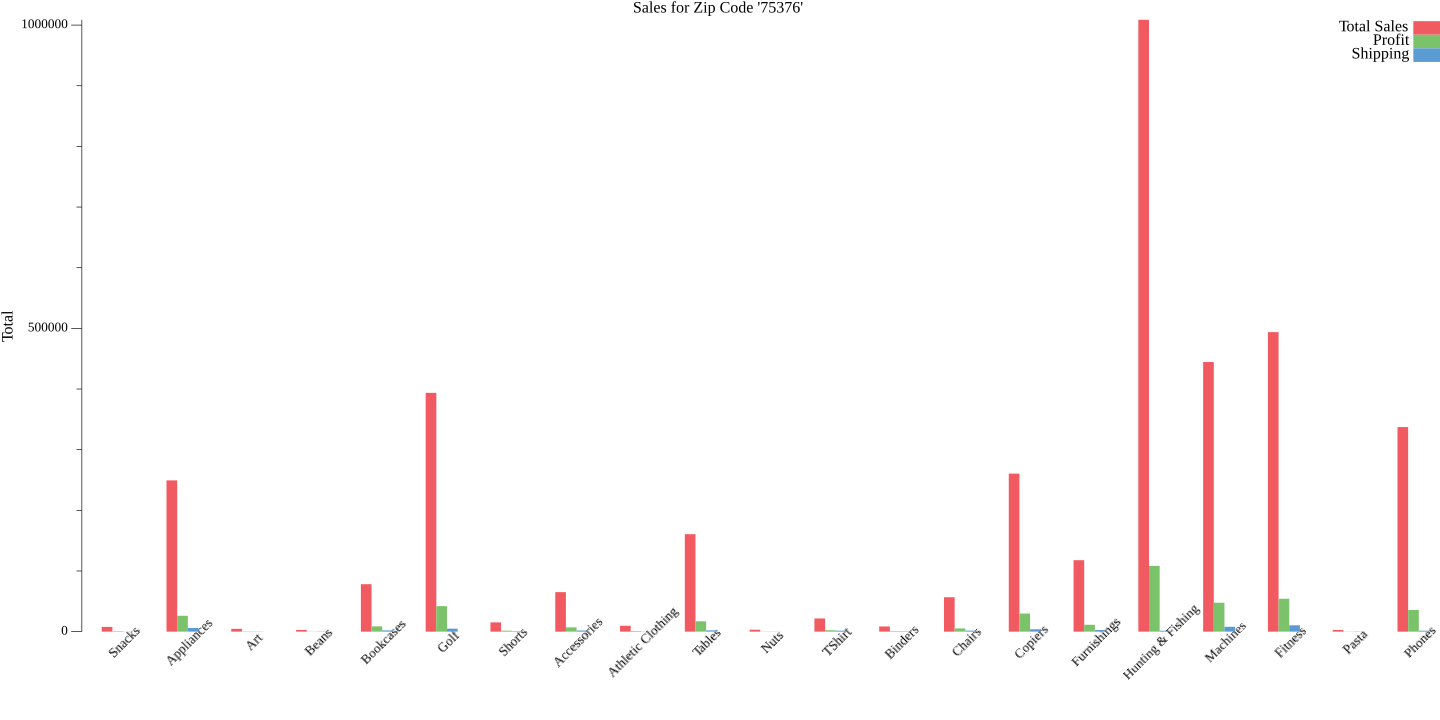 Sales for Zip Code '75376'
1000000
500000
0
Total
Total Sales
Profit
Shipping
Snacks
Appliances
Art
Beans
Bookcases
Golf
Shorts
Accessories
Athletic Clothing
Tables
Nuts
TShirt
Binders
Chairs
Copiers
Furnishings
Hunting & Fishing
Machines
Fitness
Pasta
Phones